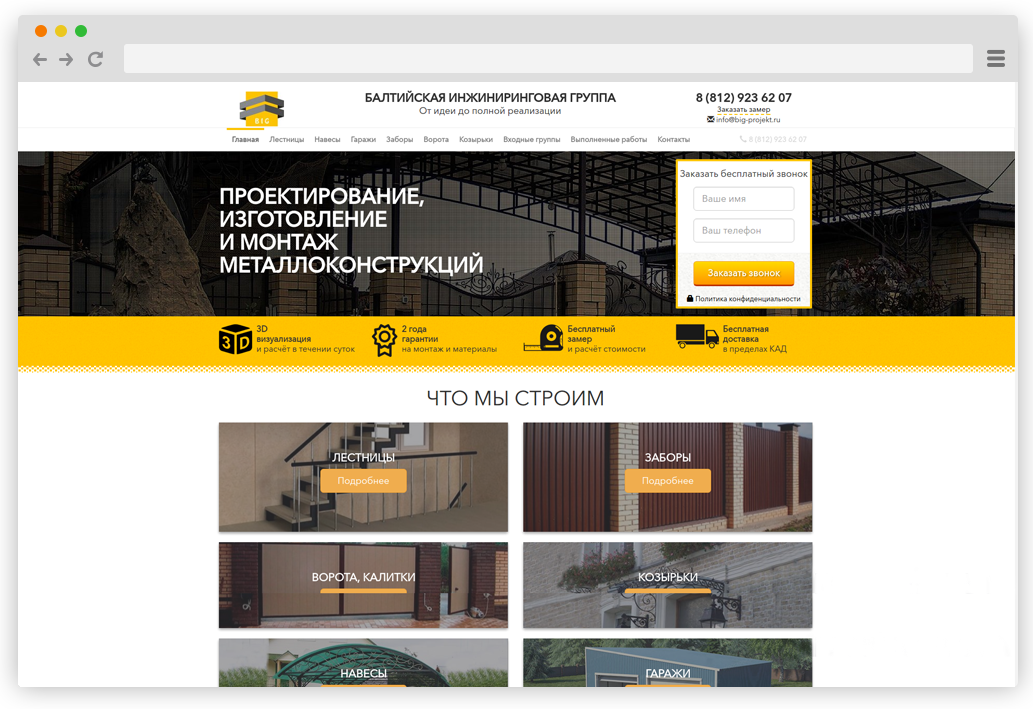 BIG
БАЛТИЙСКАЯ ИНЖИНИРИНГОВАЯ ГРУППА
От идеи до полной реализации
8 (812) 923 62 07
Заказать замер
info@big-projekt.ru
Главная Лестницы Навесы Гаражи Заборы Ворота Козырьки Входные группы Выполненные работы Контакты 8 (812) 923 62 07
ПРОЕКТИРОВАНИЕ,
ИЗГОТОВЛЕНИЕ
И МОНТАЖ
МЕТАЛЛОКОНСТРУКЦИЙ
Заказать бесплатный звонок
Ваше имя
Ваш телефон
Заказать звонок
Политика конфиденциальности
3D
3D
визуализация
и расчёт в течении суток
2 года
гарантии
на монтаж и материалы
Бесплатный
замер
и расчёт стоимости
Бесплатная
доставка
в пределах КАД
ЧТО МЫ СТРОИМ
ЛЕСТНИЦЫ
Подробнее
ЗАБОРЫ
Подробнее
ВОРОТА, КАЛИТКИ
КОЗЫРЬКИ
НАВЕСЫ
ГАРАЖИ